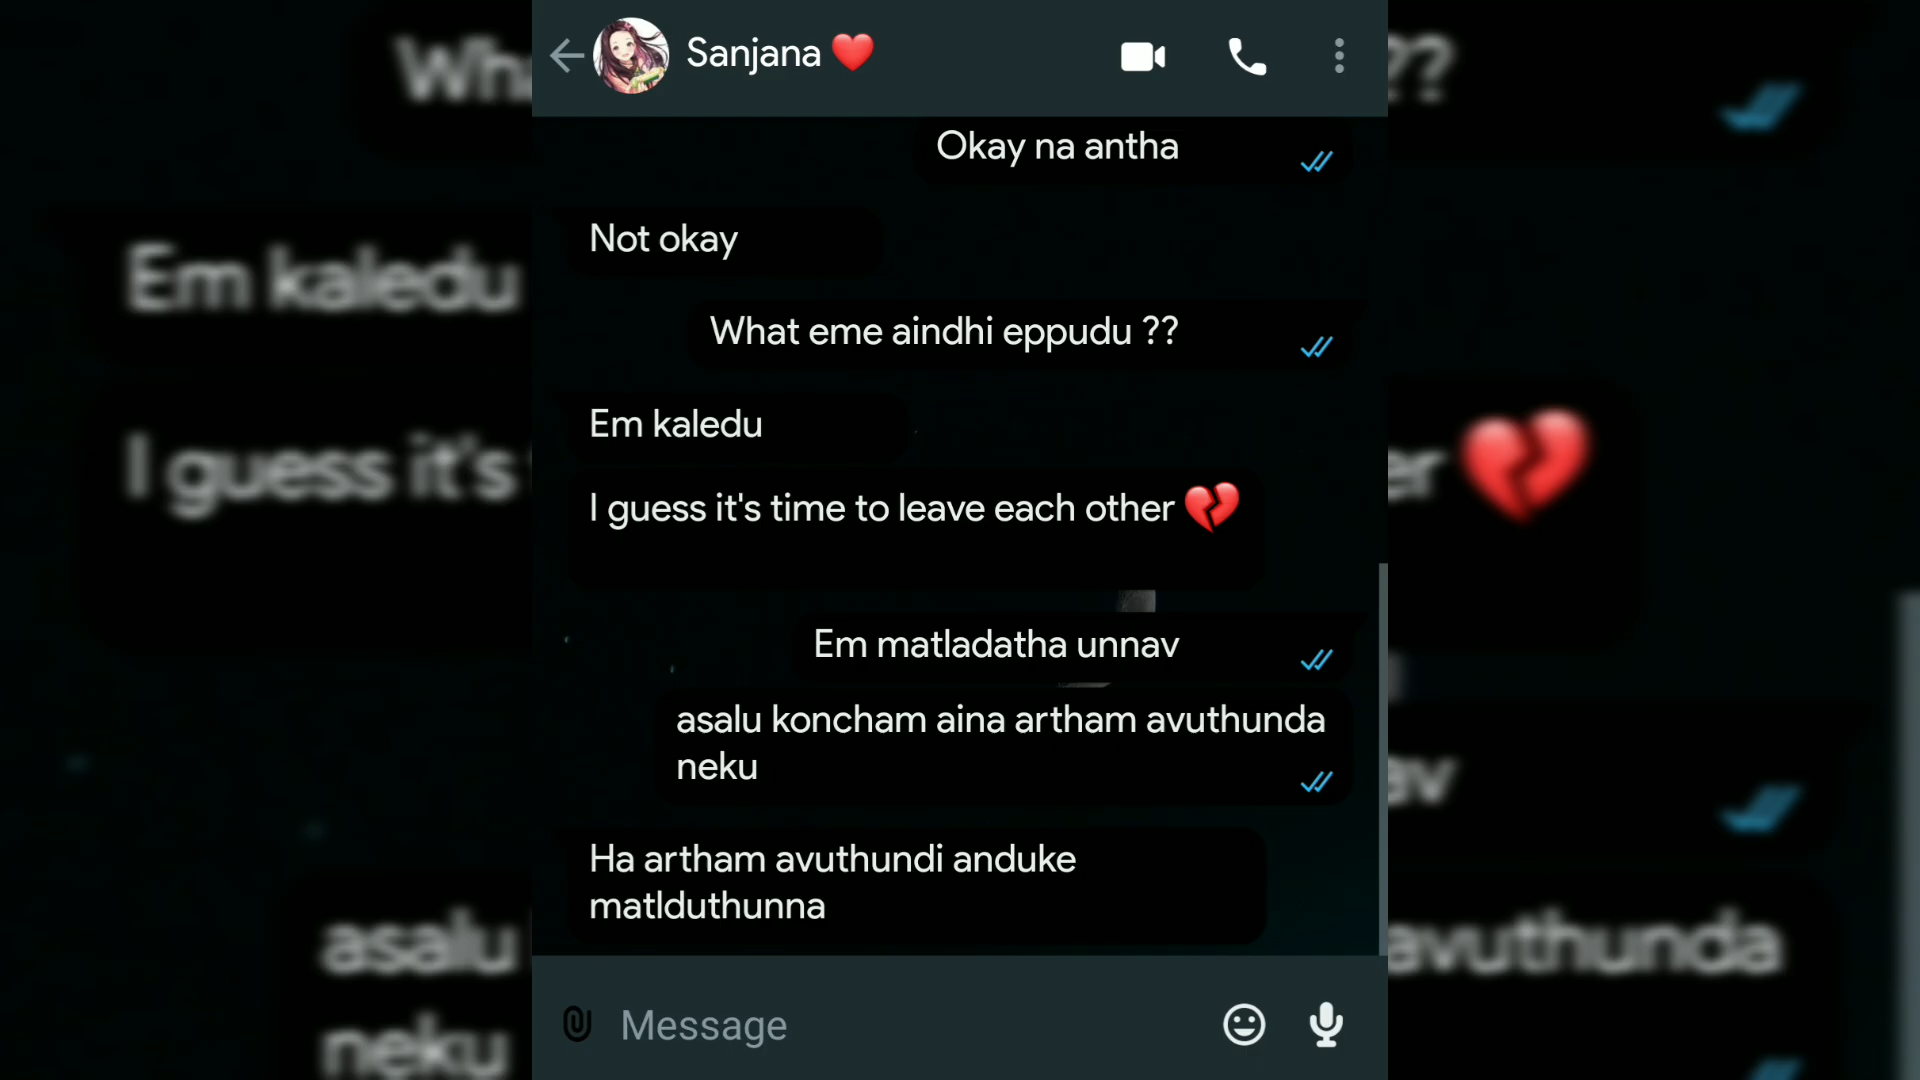 Sanjana ❤️
Okay na antha
Not okay
What eme aindhi eppudu ??
Em kaledu
I guess it's time to leave each other 💔
Em matladatha unnav
asalu koncham aina artham avuthunda
neku
Ha artham avuthundi anduke
matlduthunna
Message